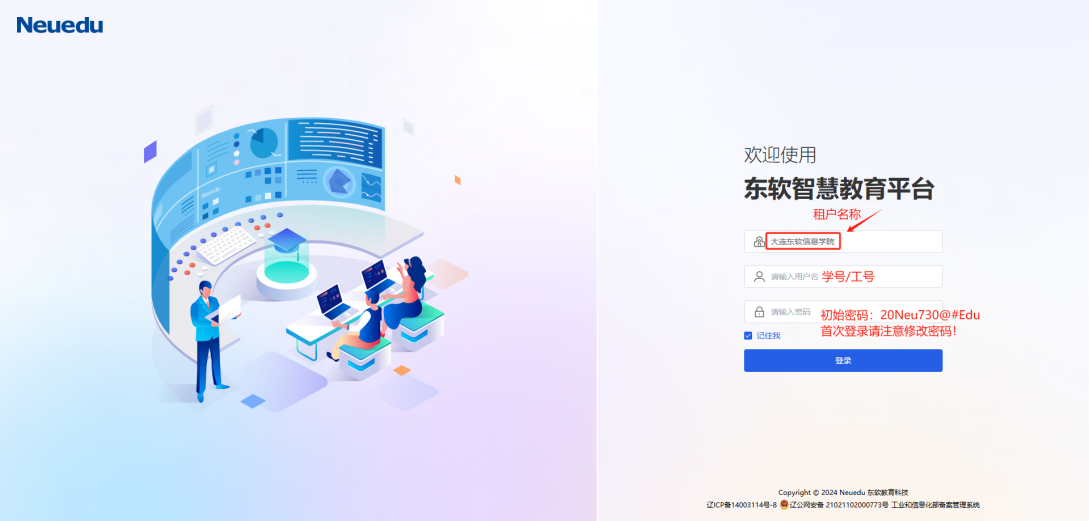 Neuedu
欢迎使用
东软智慧教育平台
租户名称
大连东软信息学院
请输入用户名 学号/工号
请输入密码 初始密码：20Neu730@#Edu
首次登录请注意修改密码！
记住我
登录
Copyright © 2024 Neuedu 东软教育科技
辽ICP备14003114号-8 辽公网安备 21021102000773号 工业和信息化部备案管理系统